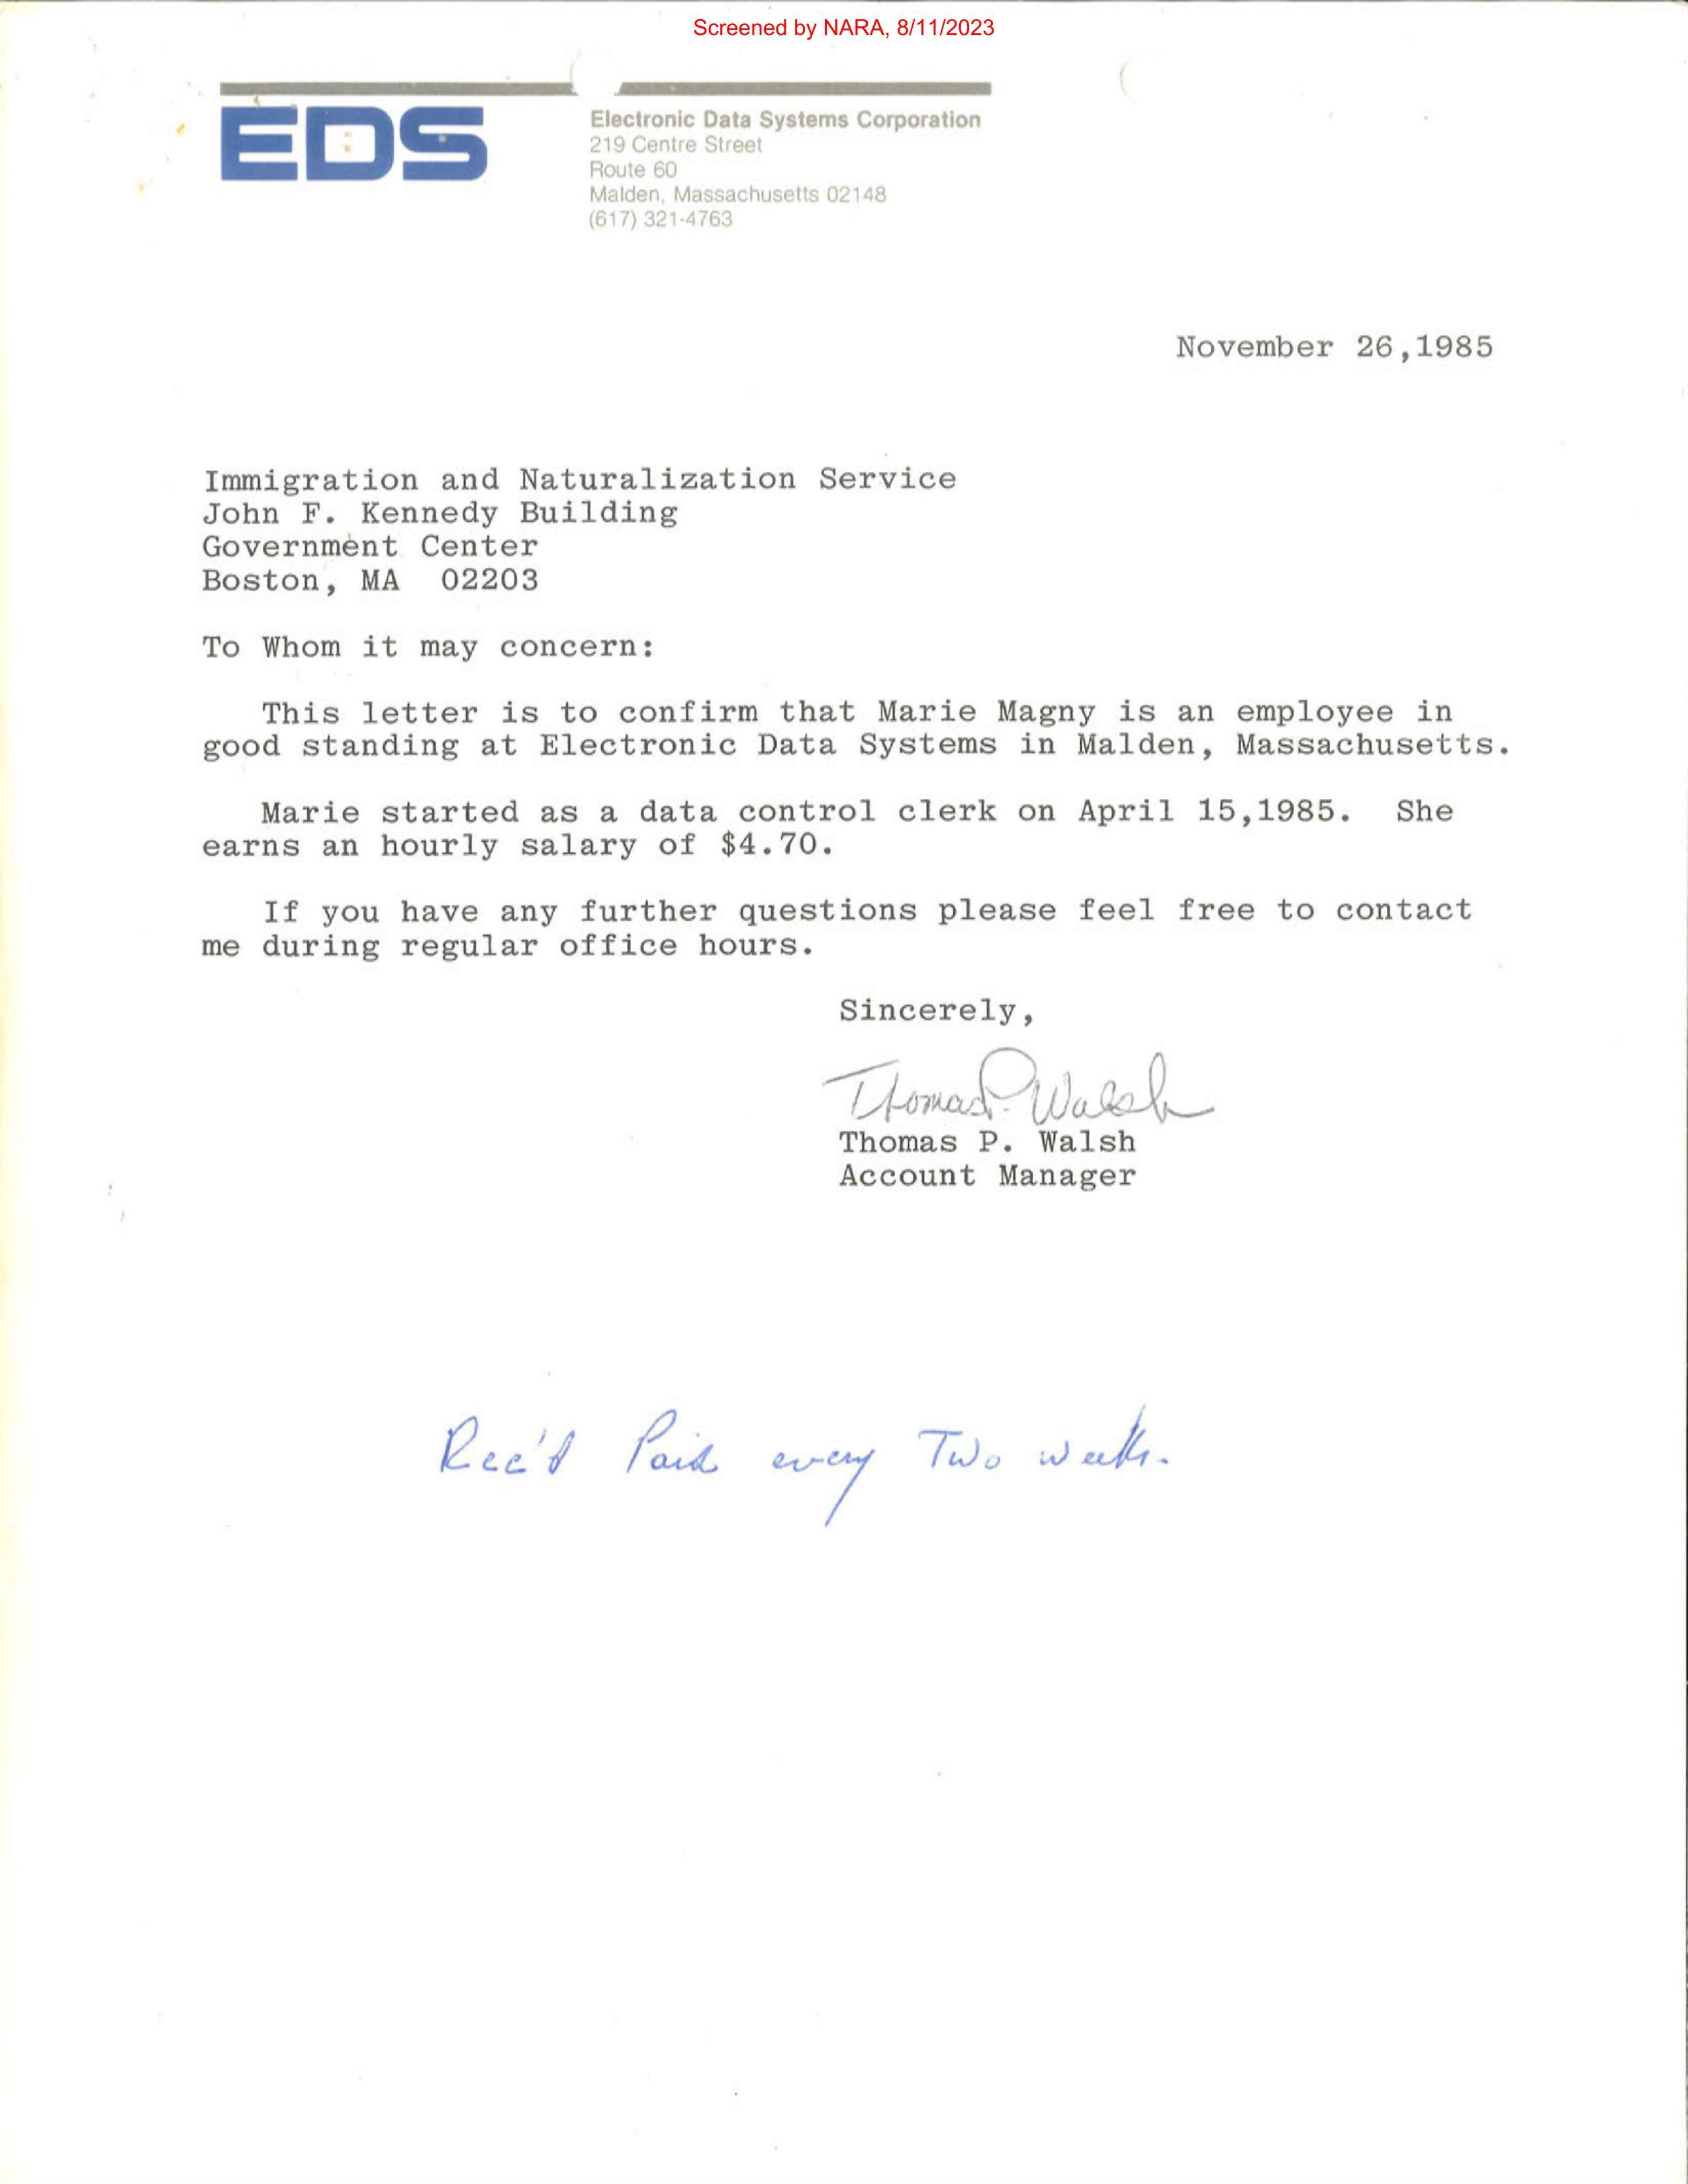 Screened by NARA, 8/11/2023
EDS
Electronic Data Systems Corporation
219 Centre Street
Route 60
Malden, Massachusetts 02148
(617) 321-4763
November 26,1985
Immigration and Naturalization Service
John F. Kennedy Building
Government Center
Boston, MA  02203
To Whom it may concern:
This letter is to confirm that Marie Magny is an employee in
good standing at Electronic Data Systems in Malden, Massachusetts.
Marie started as a data control clerk on April 15,1985.  She
earns an hourly salary of $4.70.
If you have any further questions please feel free to contact
me during regular office hours.
Sincerely,
Thomas P. Walsh
Thomas P. Walsh
Account Manager
Rec'd Paid every Two weeks.